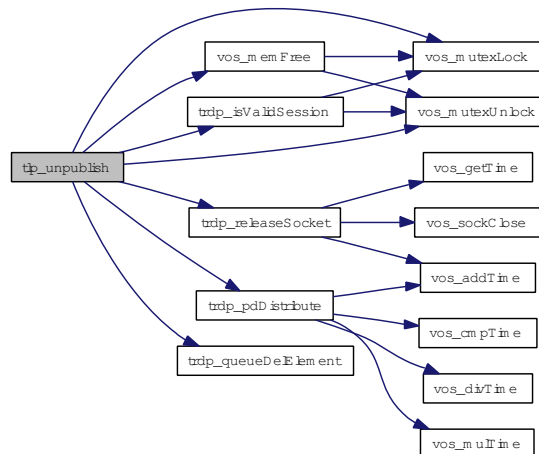 vos_memFree
vos_mutexLock
trdp_isValidSession
vos_mutexUnlock
tlp_unpublish
vos_getTime
trdp_releaseSocket
vos_sockClose
vos_addTime
trdp_pdDistribute
vos_cmpTime
trdp_queueDelElement
vos_divTime
vos_mulTime